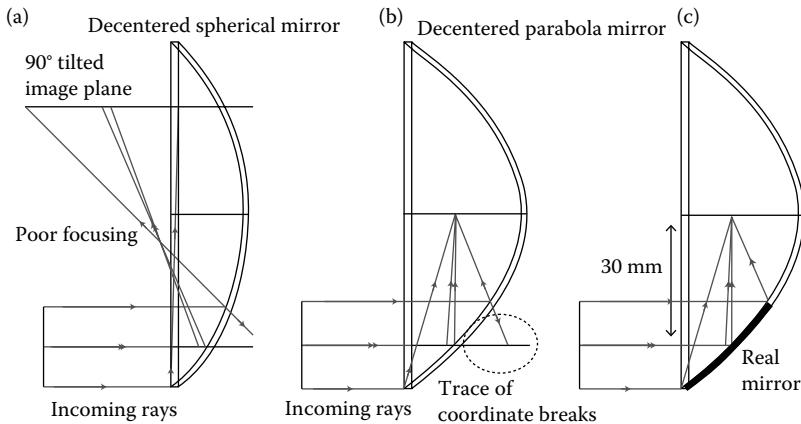 (a)
Decentered spherical mirror
90° tilted
image plane
Poor focusing
Incoming rays
(b)
Decentered parabola mirror
Incoming rays
Trace of
coordinate breaks
(c)
30 mm
Real
mirror